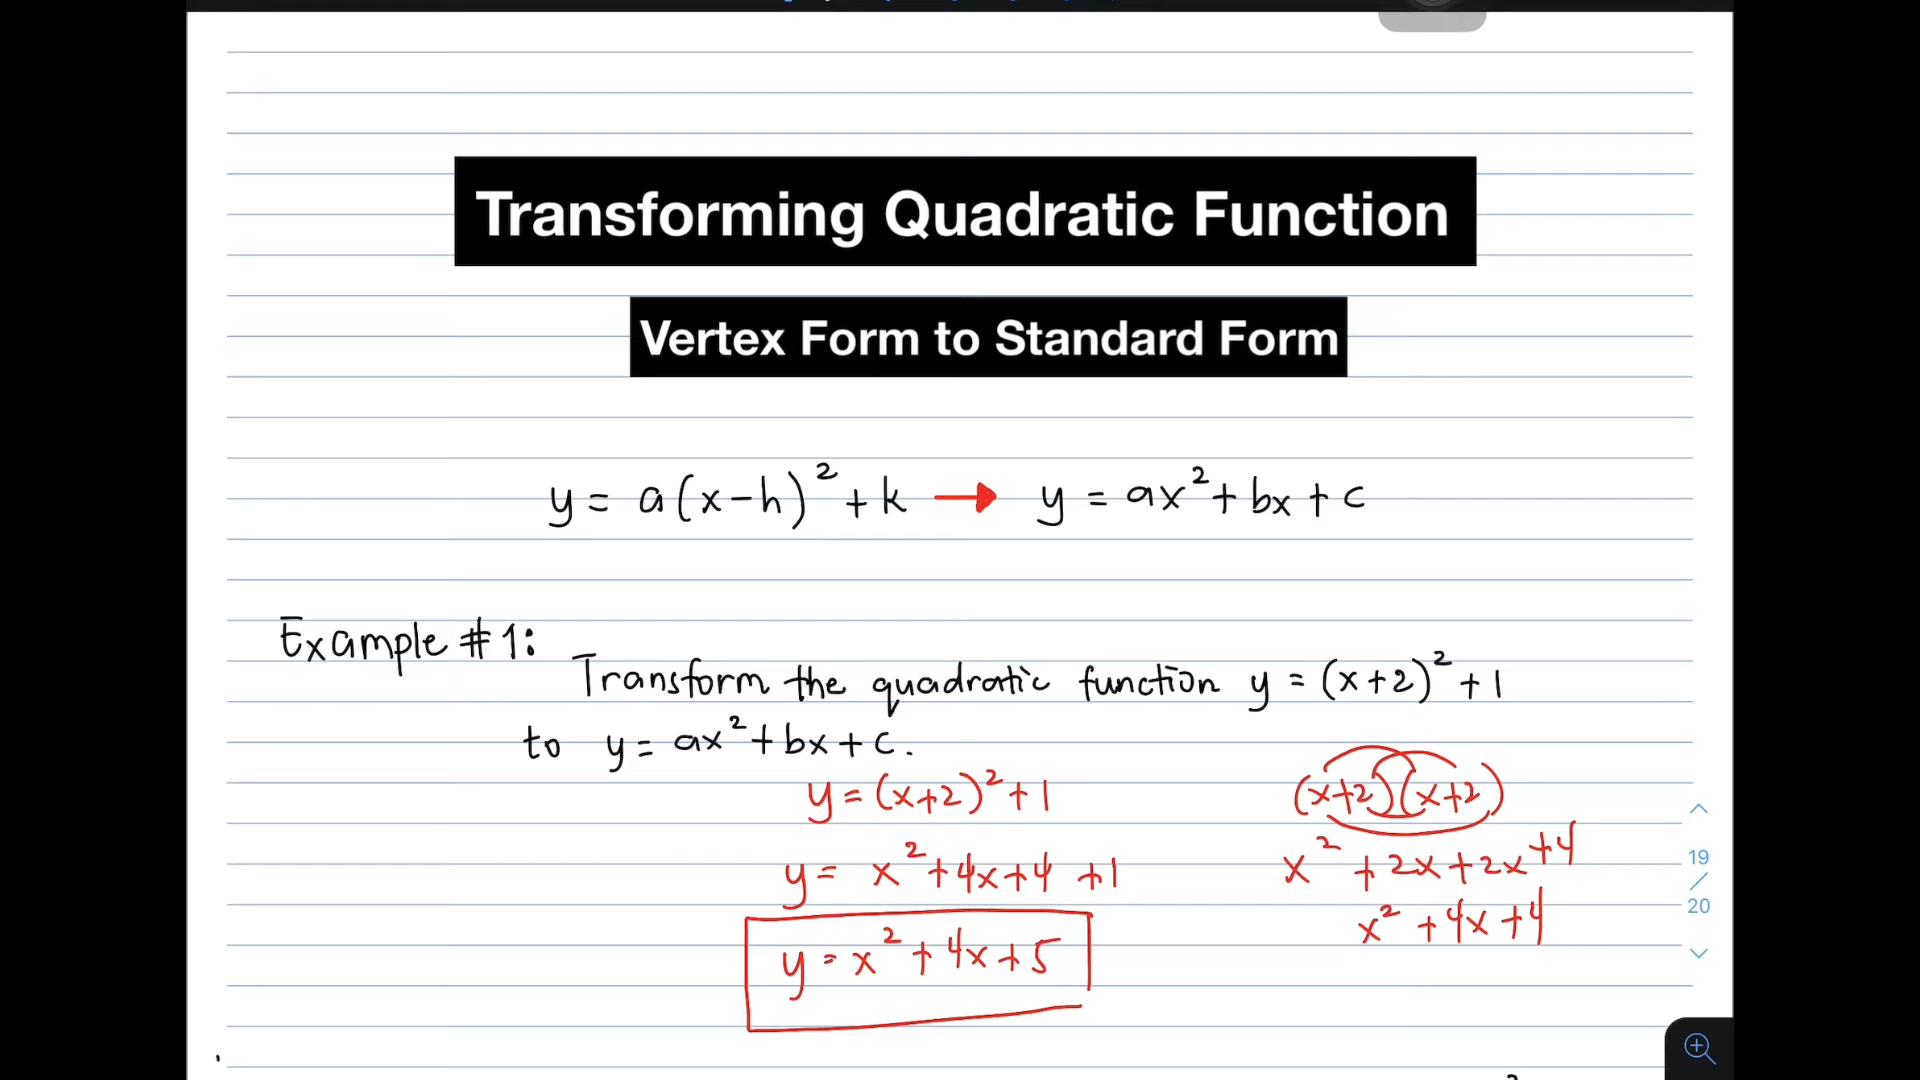 Transforming Quadratic Function
Vertex Form to Standard Form
y = a(x-h)² + k → y = ax² + bx + c
Example #1:
Transform the quadratic function y = (x+2)² + 1
to y = ax² + bx + c.
y = (x+2)² + 1
(x+2)(x+2)
y = x² + 4x + 4 + 1
x² + 2x + 2x + 4
y = x² + 4x + 5
x² + 4x + 4
19
/
20